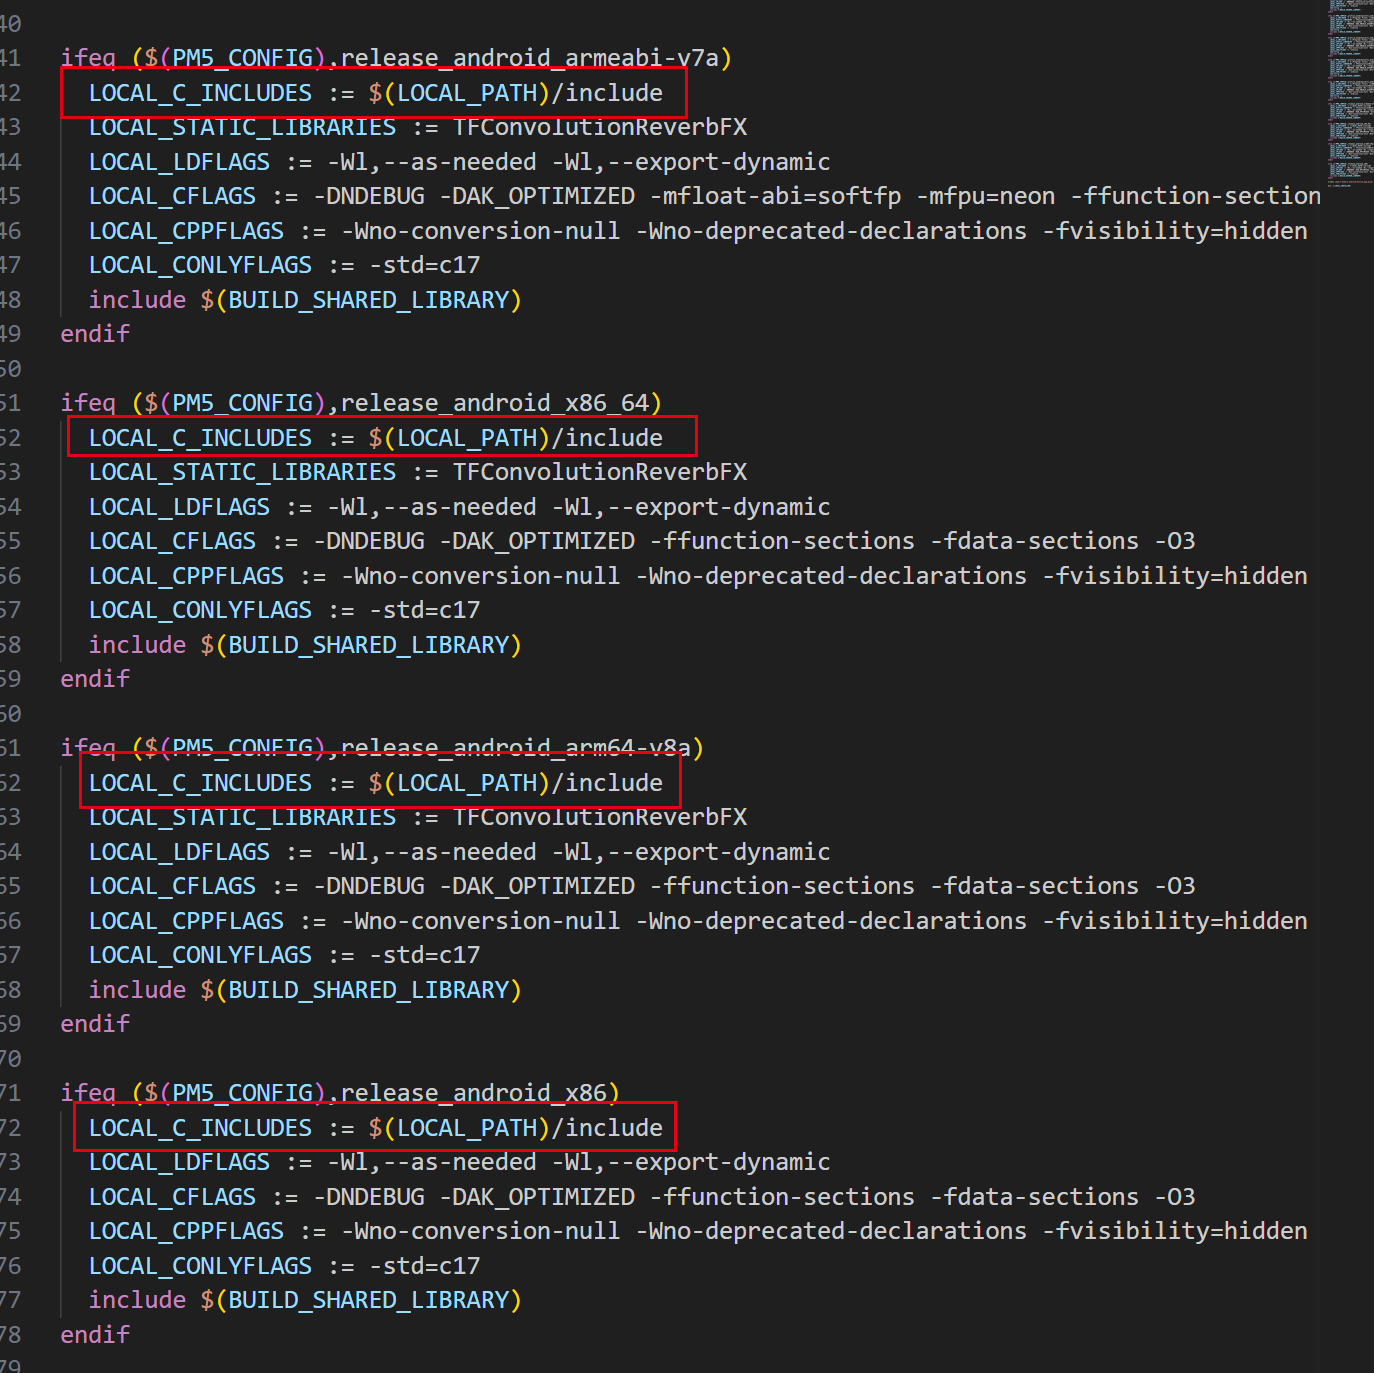 40
41 ifeq ($(PM5_CONFIG),release_android_armeabi-v7a)
42 LOCAL_C_INCLUDES := $(LOCAL_PATH)/include
43 LOCAL_STATIC_LIBRARIES := TFConvolutionReverbFX
44 LOCAL_LDFLAGS := -Wl,--as-needed -Wl,--export-dynamic
45 LOCAL_CFLAGS := -DNDEBUG -DAK_OPTIMIZED -mfloat-abi=softfp -mfpu=neon -ffunction-section
46 LOCAL_CPPFLAGS := -Wno-conversion-null -Wno-deprecated-declarations -fvisibility=hidden
47 LOCAL_CONLYFLAGS := -std=c17
48 include $(BUILD_SHARED_LIBRARY)
49 endif
50
51 ifeq ($(PM5_CONFIG),release_android_x86_64)
52 LOCAL_C_INCLUDES := $(LOCAL_PATH)/include
53 LOCAL_STATIC_LIBRARIES := TFConvolutionReverbFX
54 LOCAL_LDFLAGS := -Wl,--as-needed -Wl,--export-dynamic
55 LOCAL_CFLAGS := -DNDEBUG -DAK_OPTIMIZED -ffunction-sections -fdata-sections -O3
56 LOCAL_CPPFLAGS := -Wno-conversion-null -Wno-deprecated-declarations -fvisibility=hidden
57 LOCAL_CONLYFLAGS := -std=c17
58 include $(BUILD_SHARED_LIBRARY)
59 endif
60
61 ifeq ($(PM5_CONFIG),release_android_arm64-v8a)
62 LOCAL_C_INCLUDES := $(LOCAL_PATH)/include
63 LOCAL_STATIC_LIBRARIES := TFConvolutionReverbFX
64 LOCAL_LDFLAGS := -Wl,--as-needed -Wl,--export-dynamic
65 LOCAL_CFLAGS := -DNDEBUG -DAK_OPTIMIZED -ffunction-sections -fdata-sections -O3
66 LOCAL_CPPFLAGS := -Wno-conversion-null -Wno-deprecated-declarations -fvisibility=hidden
67 LOCAL_CONLYFLAGS := -std=c17
68 include $(BUILD_SHARED_LIBRARY)
69 endif
70
71 ifeq ($(PM5_CONFIG),release_android_x86)
72 LOCAL_C_INCLUDES := $(LOCAL_PATH)/include
73 LOCAL_LDFLAGS := -Wl,--as-needed -Wl,--export-dynamic
74 LOCAL_CFLAGS := -DNDEBUG -DAK_OPTIMIZED -ffunction-sections -fdata-sections -O3
75 LOCAL_CPPFLAGS := -Wno-conversion-null -Wno-deprecated-declarations -fvisibility=hidden
76 LOCAL_CONLYFLAGS := -std=c17
77 include $(BUILD_SHARED_LIBRARY)
78 endif
79